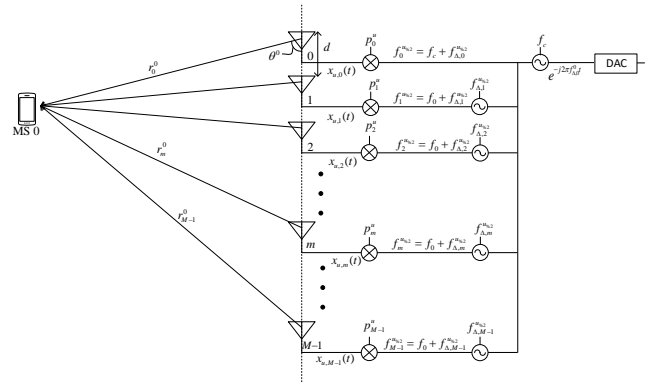 f_c
p_0^u
d
f_0^{u_{%2}} = f_c + f_{Δ,0}^{u_{%2}}
θ^0
0
DAC
r_0^0
x_{u,0}(t)
p_1^u
f_{Δ,1}^{u_{%2}}
1
f_1^{u_{%2}} = f_0 + f_{Δ,1}^{u_{%2}}
x_{u,1}(t)
MS 0
p_2^u
f_{Δ,2}^{u_{%2}}
2
f_2^{u_{%2}} = f_0 + f_{Δ,2}^{u_{%2}}
x_{u,2}(t)
r_m^0
r_{M-1}^0
p_m^u
f_{Δ,m}^{u_{%2}}
m
f_m^{u_{%2}} = f_0 + f_{Δ,m}^{u_{%2}}
x_{u,m}(t)
p_{M-1}^u
f_{Δ,M-1}^{u_{%2}}
M-1
f_{M-1}^{u_{%2}} = f_0 + f_{Δ,M-1}^{u_{%2}}
x_{u,M-1}(t)